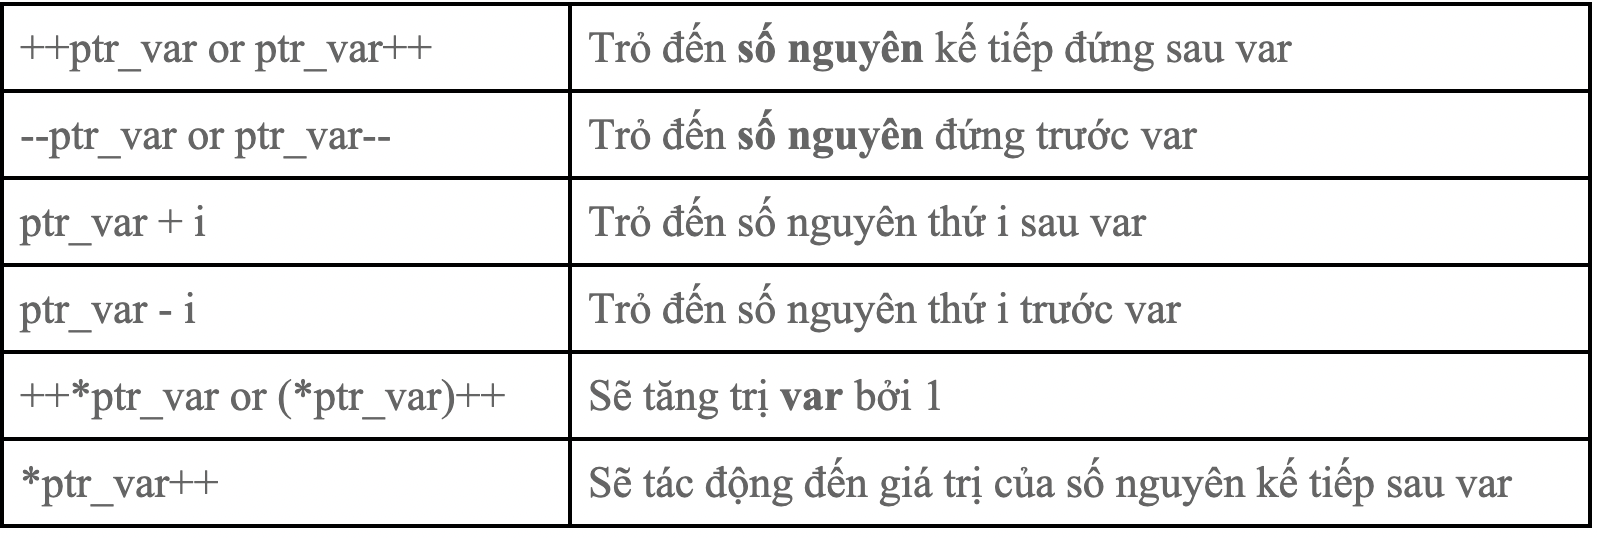 ++ptr_var or ptr_var++ Trỏ đến số nguyên kế tiếp đứng sau var
--ptr_var or ptr_var-- Trỏ đến số nguyên đứng trước var
ptr_var + i Trỏ đến số nguyên thứ i sau var
ptr_var - i Trỏ đến số nguyên thứ i trước var
++*ptr_var or (*ptr_var)++ Sẽ tăng trị var bởi 1
*ptr_var++ Sẽ tác động đến giá trị của số nguyên kế tiếp sau var